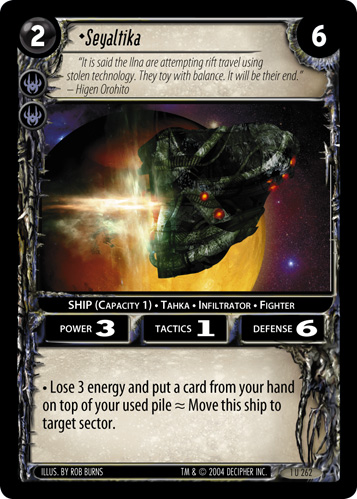 2
•Seyaltika
6
"It is said the Ilna are attempting rift travel using
stolen technology. They toy with balance. It will be their end."
– Higen Orohito
SHIP (CAPACITY 1) • TAHKA • INFILTRATOR • FIGHTER
POWER 3 TACTICS 1 DEFENSE 6
• Lose 3 energy and put a card from your hand
on top of your used pile ≈ Move this ship to
target sector.
ILLUS. BY ROB BURNS TM & © 2004 DECIPHER INC. 1 U 262